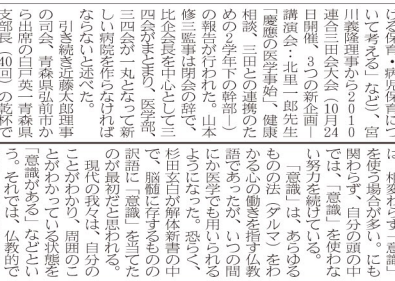 ける保育・病児保育につ
いて考える」など)、宮
川義隆理事から2010
連合三田会大会(10月24
日開催、3つの新企画―
講演会:北里一郎先生
「慶應の医学事始」、健康
相談、三田との連携のた
めの2学年下の幹部―)
の報告が行われた。山本
修三監事は閉会の辞で、
比企会長を中心として三
四会がまとまり、医学部、
三四会が一丸となって新
しい病院を作らなければ
ならないと述べた。
引き続き近藤太郎理事
の司会、青森県弘前市か
ら出席の白戸英一青森県
支部長(40回)の乾杯で
は、相変わらず「意識」
を使う場合が多い。にも
関わらず、自分の頭の中
では、「意識」を使わな
い努力を続けている。
「意識」は、あらゆる
ものの法(ダルマ)をわ
かる心の働きを指す仏教
語であったが、いつの間
にか医学でも用いられる
ようになった。恐らく、
杉田玄白が解体新書の中
で、脳髄に存するものの
訳語に「意識」を当てた
のが最初だと思われる。
現代の我々は、自分の
ことがわかり、周囲のこ
とがわかっている状態を
「意識がある」などとい
う。それでは、仏教的で